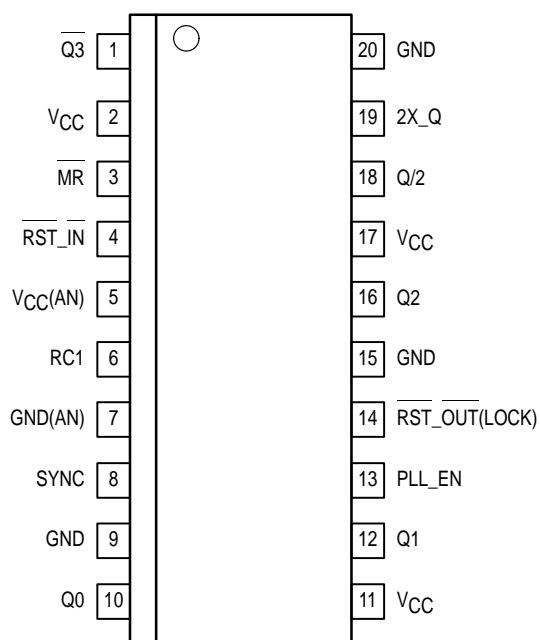 Q3 1 20 GND
VCC 2 19 2X_Q
MR 3 18 Q/2
RST_IN 4 17 VCC
VCC(AN) 5 16 Q2
RC1 6 15 GND
GND(AN) 7 14 RST_OUT(LOCK)
SYNC 8 13 PLL_EN
GND 9 12 Q1
Q0 10 11 VCC